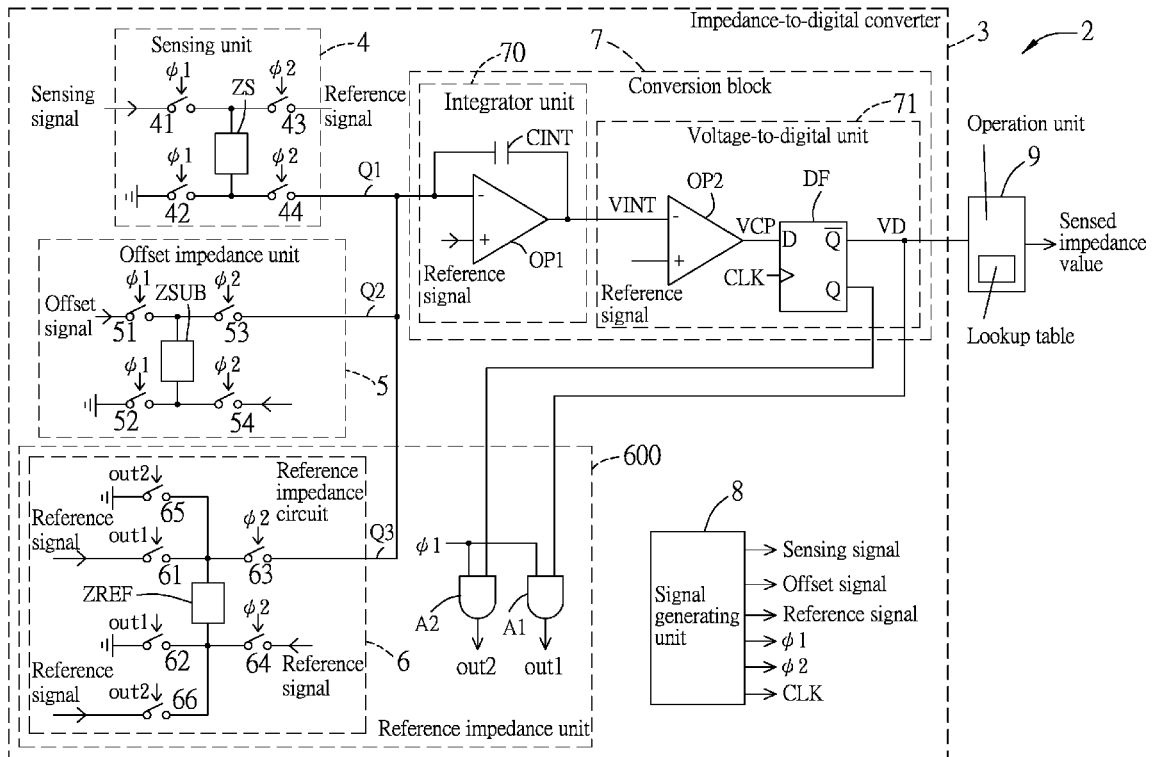 Impedance-to-digital converter
3
2
Sensing unit
4
ϕ1
ϕ2
ZS
Sensing
signal
Reference
signal
41
43
ϕ1
ϕ2
42
44
Q1
7
70
Conversion block
Integrator unit
CINT
-
+
OP1
Reference
signal
71
Voltage-to-digital unit
VINT
OP2
-
+
Reference
signal
VCP
DF
D
Q
Q
CLK
VD
Operation unit
9
Sensed
impedance
value
Lookup table
Offset impedance unit
ϕ1
ϕ2
ZSUB
Offset
signal
51
53
Q2
ϕ1
ϕ2
52
54
5
600
out2
Reference
impedance
circuit
65
Reference
signal
out1
ϕ2
61
63
Q3
ZREF
out1
ϕ2
62
64
Reference
signal
Reference
signal
out2
66
6
ϕ1
A2
A1
out2
out1
Reference impedance unit
8
Signal
generating
unit
Sensing signal
Offset signal
Reference signal
ϕ1
ϕ2
CLK